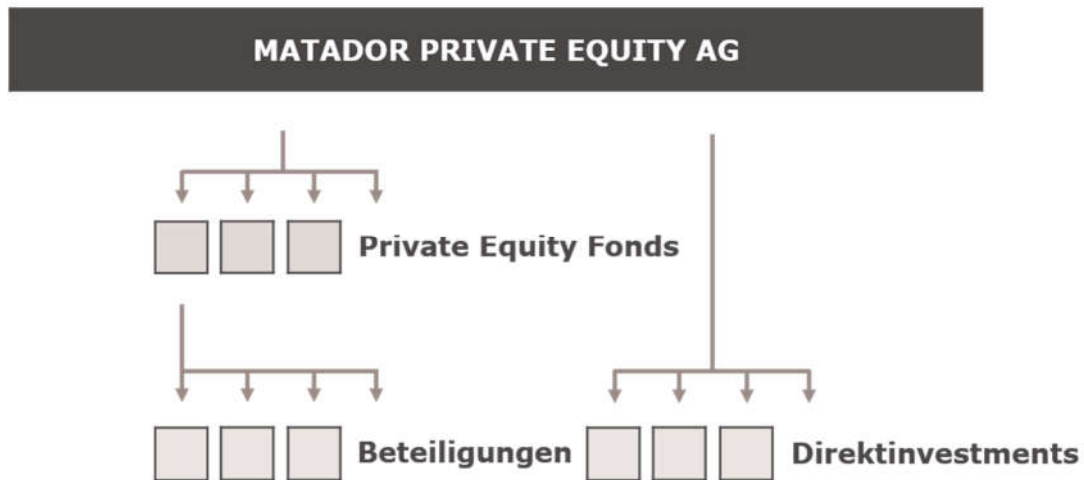 MATADOR PRIVATE EQUITY AG
Private Equity Fonds
Beteiligungen
Direktinvestments